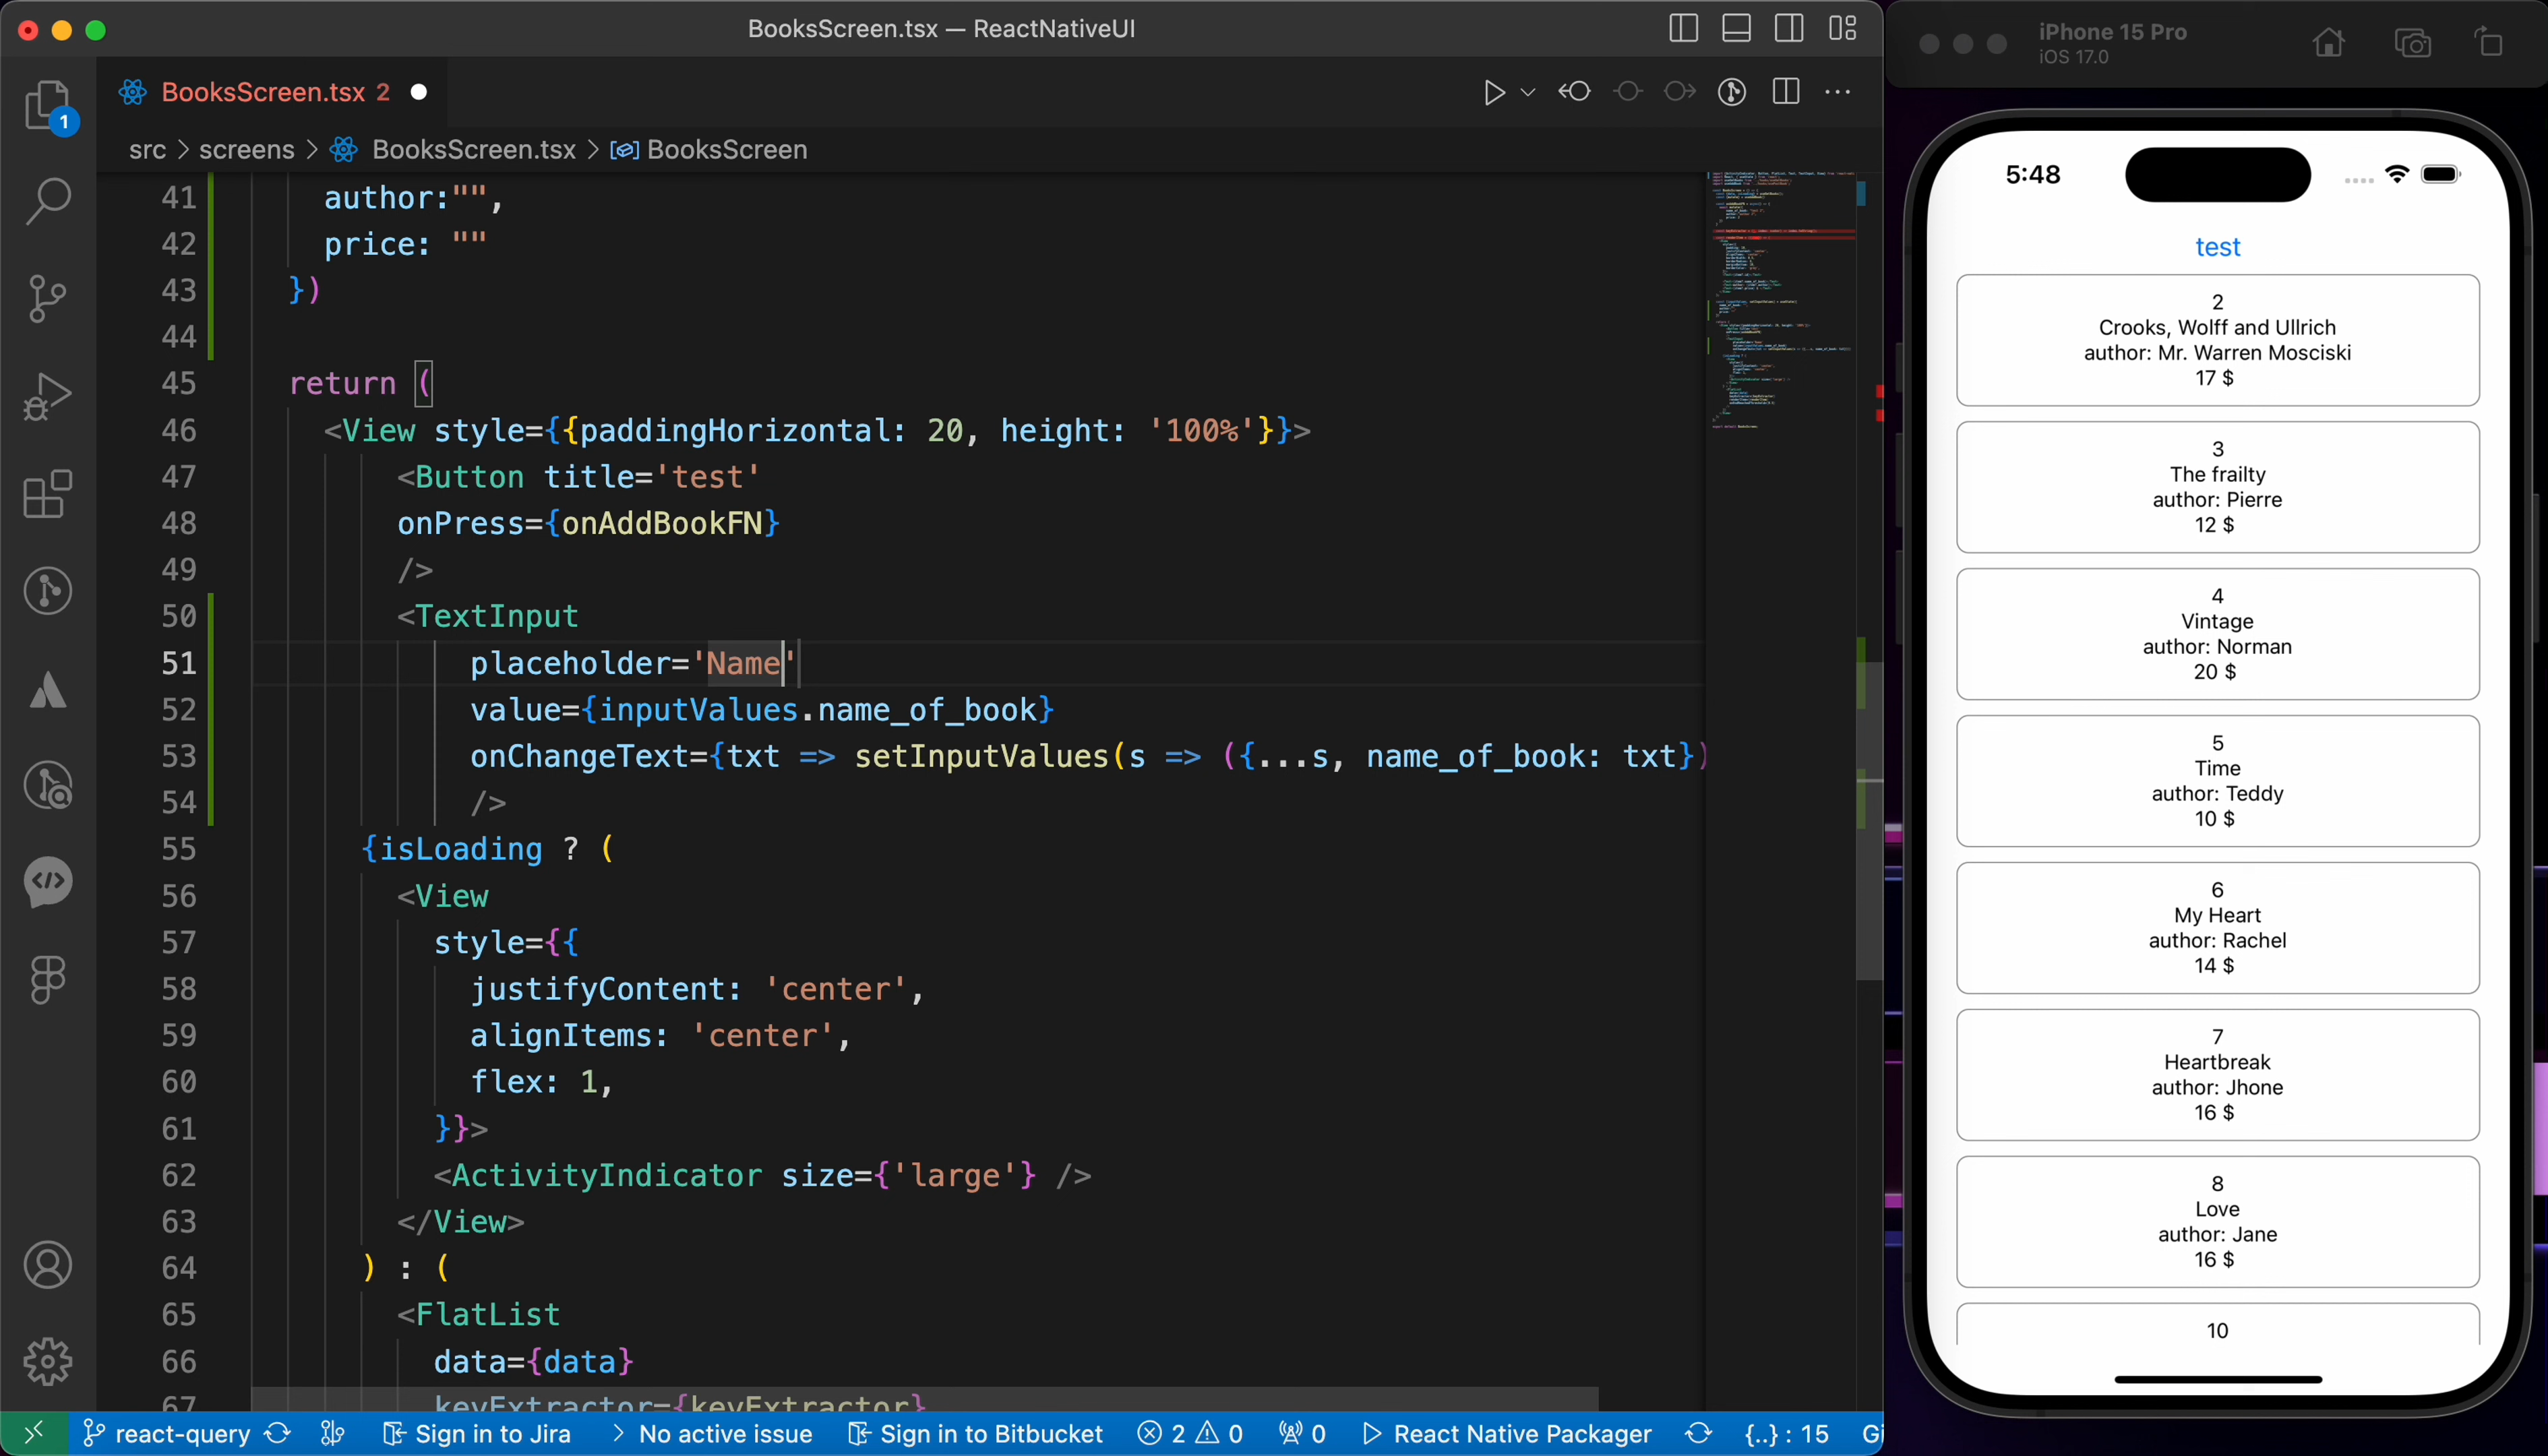 BooksScreen.tsx — ReactNativeUI
BooksScreen.tsx 2
1
src > screens > BooksScreen.tsx > BooksScreen
41 author:"",
42 price: ""
43 })
44
45 return (
46 <View style={{paddingHorizontal: 20, height: '100%'}}>
47 <Button title='test'
48 onPress={onAddBookFN}
49 />
50 <TextInput
51 placeholder='Name'
52 value={inputValues.name_of_book}
53 onChangeText={txt => setInputValues(s => ({...s, name_of_book: txt})
54 />
55 {isLoading ? (
56 <View
57 style={{
58 justifyContent: 'center',
59 alignItems: 'center',
60 flex: 1,
61 }}>
62 <ActivityIndicator size={'large'} />
63 </View>
64 ) : (
65 <FlatList
66 data={data}
67 keyExtractor={keyExtractor}
react-query Sign in to Jira > No active issue Sign in to Bitbucket 2 0 0 React Native Packager {..} : 15 Gi
iPhone 15 Pro
iOS 17.0
5:48
test
2
Crooks, Wolff and Ullrich
author: Mr. Warren Mosciski
17 $
3
The frailty
author: Pierre
12 $
4
Vintage
author: Norman
20 $
5
Time
author: Teddy
10 $
6
My Heart
author: Rachel
14 $
7
Heartbreak
author: Jhone
16 $
8
Love
author: Jane
16 $
10